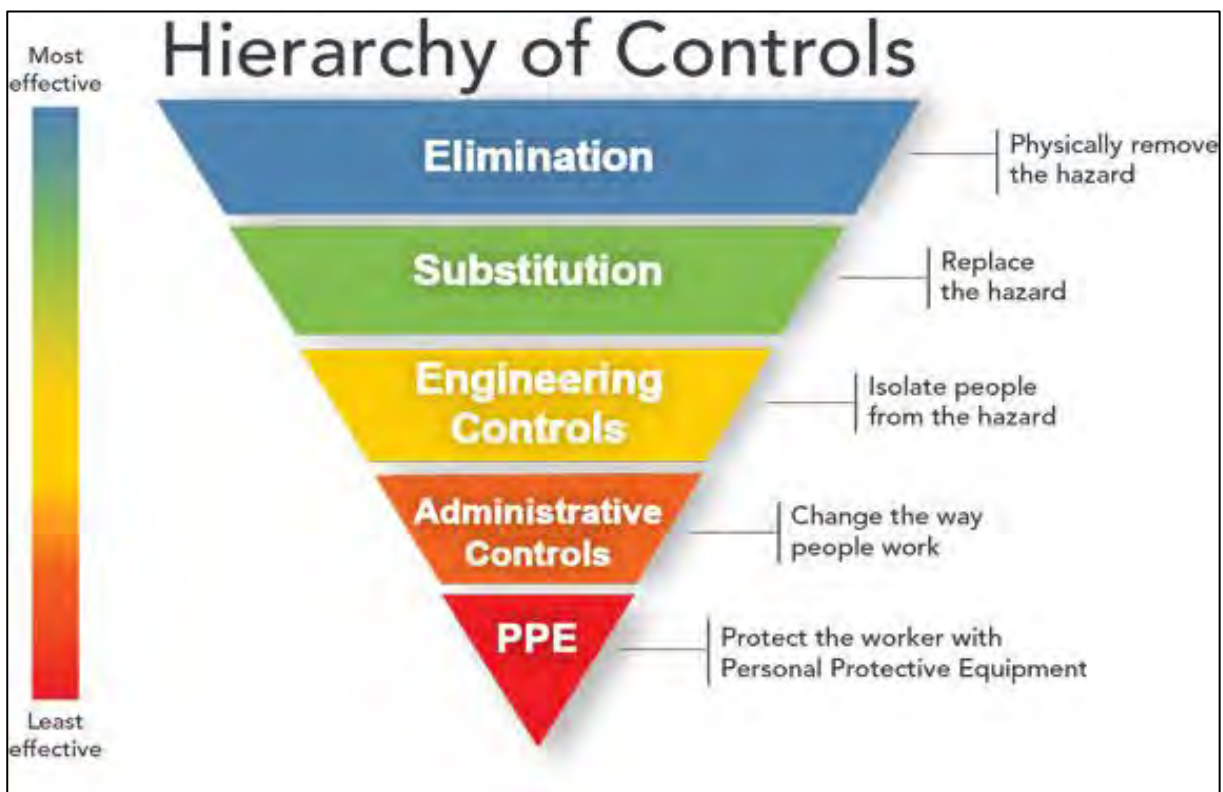 Hierarchy of Controls
Most
effective
Elimination
Physically remove
the hazard
Substitution
Replace
the hazard
Engineering
Controls
Isolate people
from the hazard
Administrative
Controls
Change the way
people work
PPE
Protect the worker with
Personal Protective Equipment
Least
effective